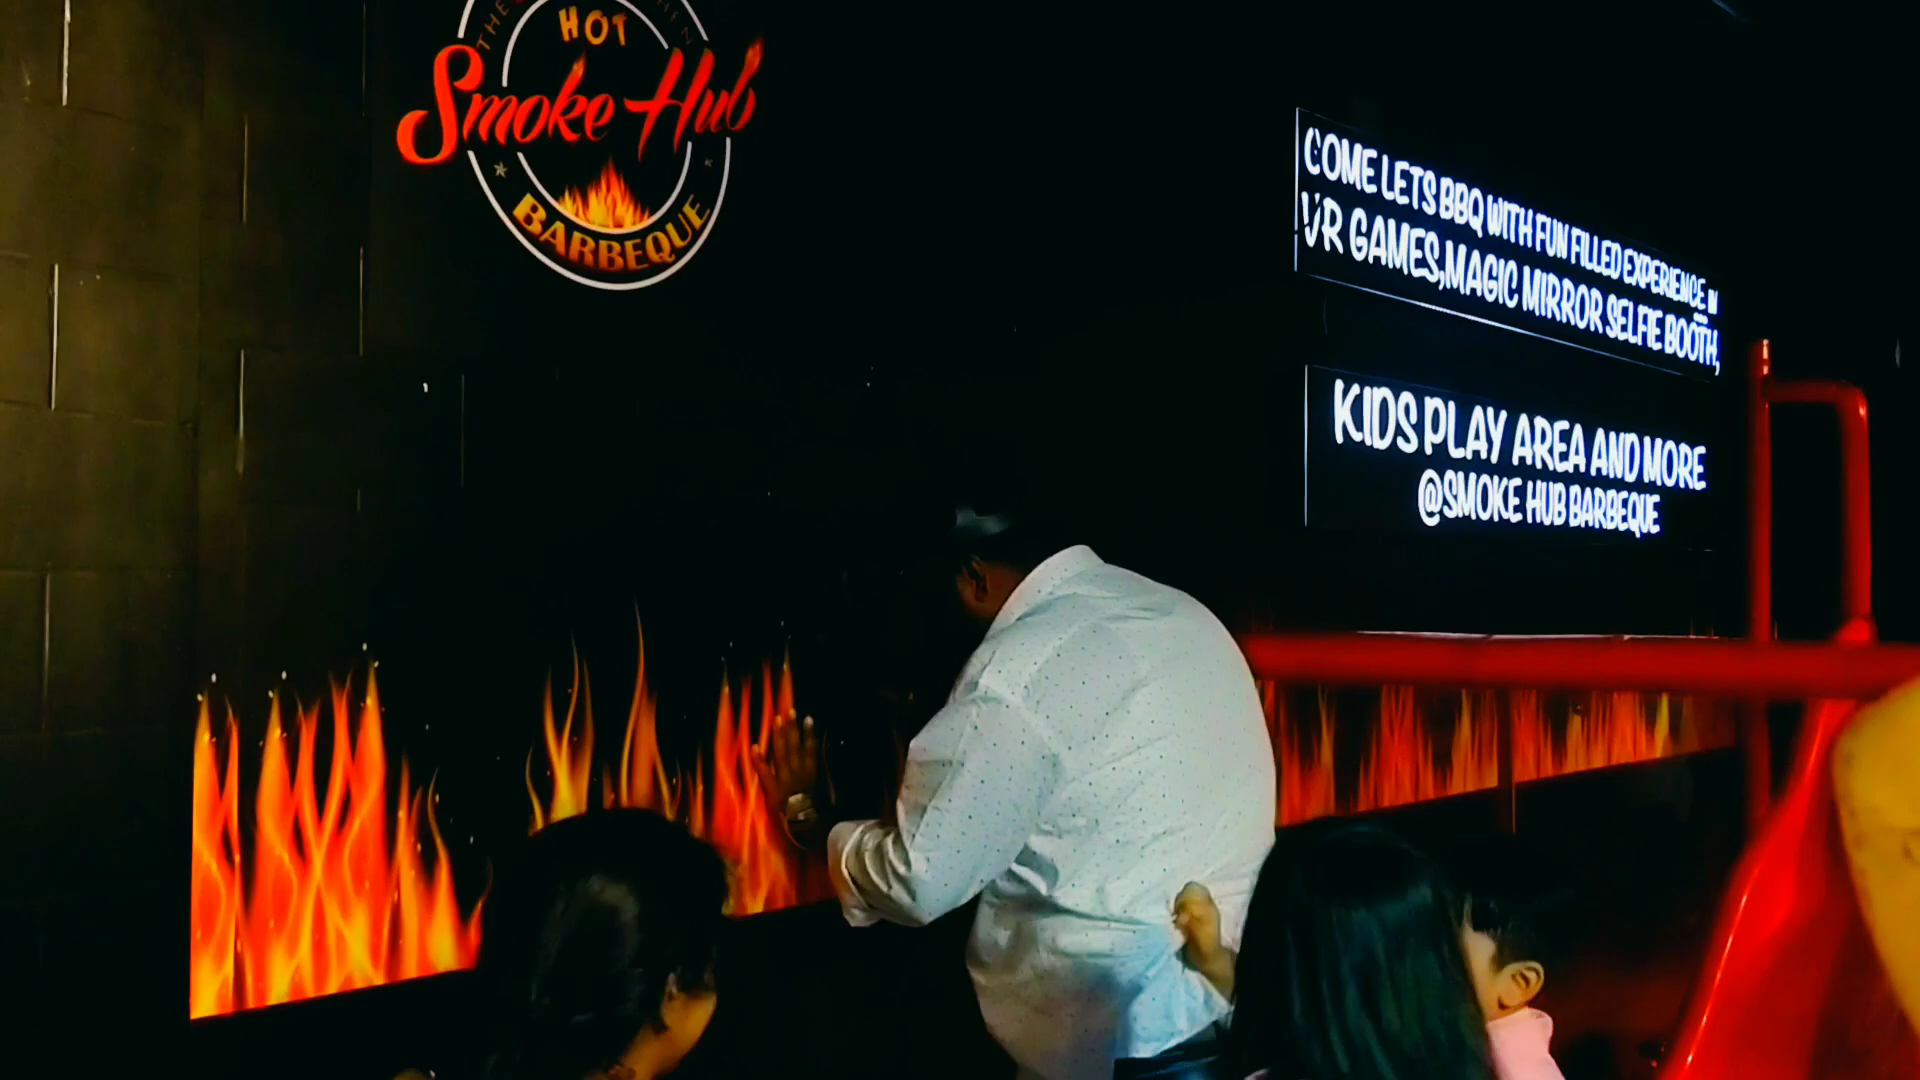 HOT
Smoke Hub
BARBEQUE
COME LETS BBQ WITH FUN FILLED EXPERIENCE IN
VR GAMES,MAGIC MIRROR SELFIE BOOTH,
KIDS PLAY AREA AND MORE
@SMOKE HUB BARBEQUE